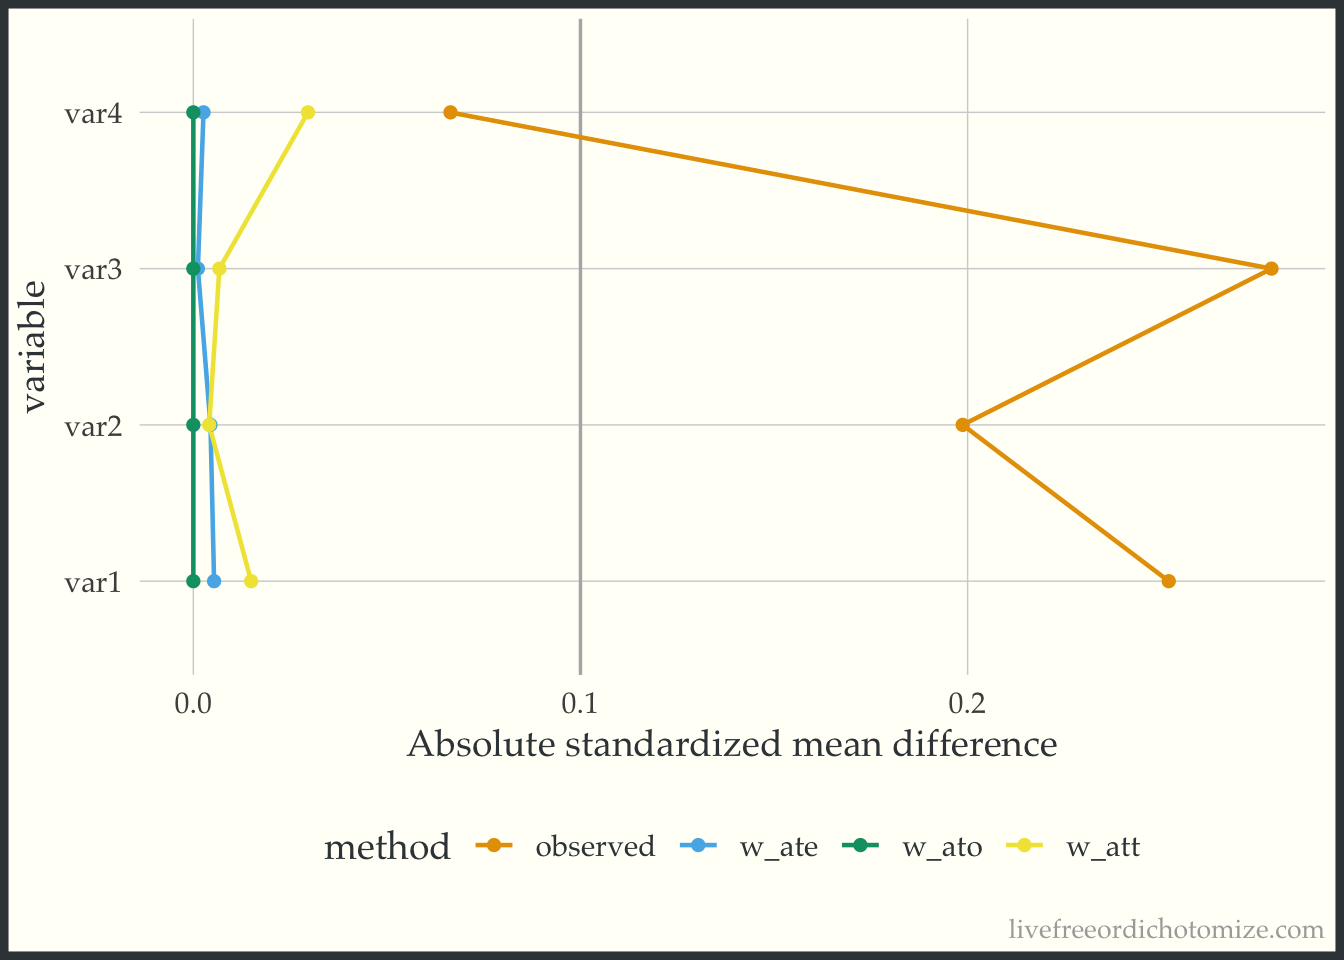 var4
var3
variable
var2
var1
0.0 0.1 0.2
Absolute standardized mean difference
method observed w_ate w_ato w_att
livefreeordichotomize.com